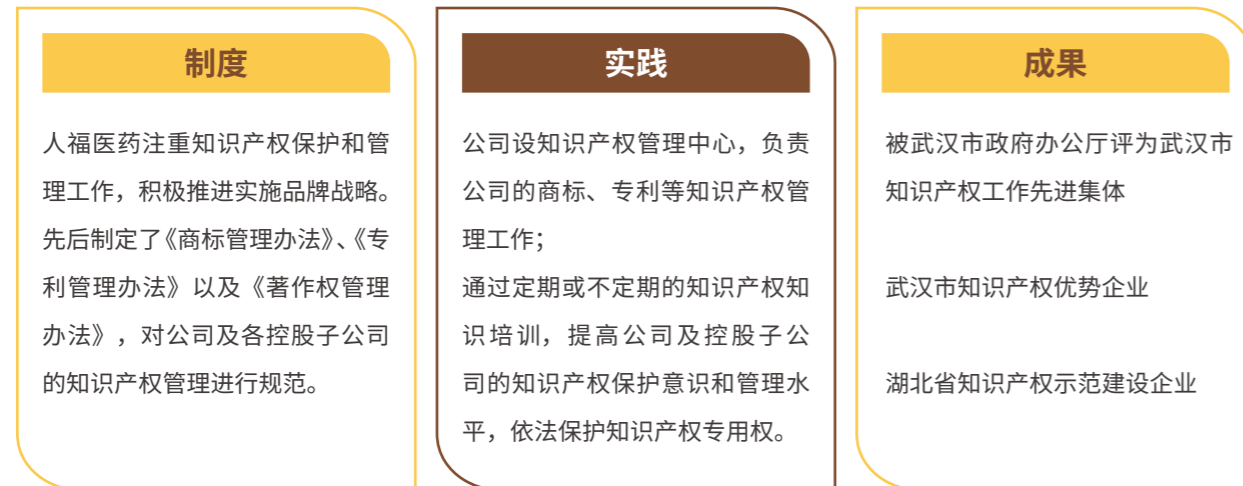 制度
人福医药注重知识产权保护和管
理工作，积极推进实施品牌战略。
先后制定了《商标管理办法》、《专
利管理办法》以及《著作权管理
办法》，对公司及各控股子公司
的知识产权管理进行规范。
实践
公司设知识产权管理中心，负责
公司的商标、专利等知识产权管
理工作；
通过定期或不定期的知识产权知
识培训，提高公司及控股子公
司的知识产权保护意识和管理水
平，依法保护知识产权专用权。
成果
被武汉市政府办公厅评为武汉市
知识产权工作先进集体
武汉市知识产权优势企业
湖北省知识产权示范建设企业